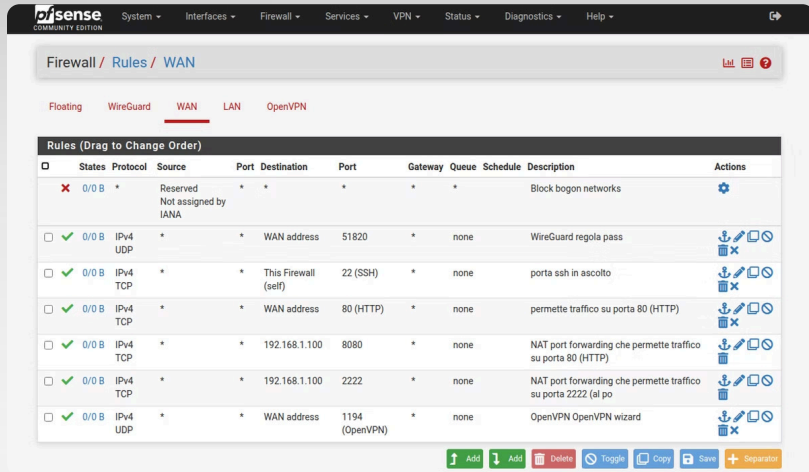 pfsense
COMMUNITY EDITION
System Interfaces Firewall Services VPN Status Diagnostics Help
Firewall / Rules / WAN
Floating WireGuard WAN LAN OpenVPN
Rules (Drag to Change Order)
States Protocol Source Port Destination Port Gateway Queue Schedule Description Actions
0/0 B * Reserved * * * * * Block bogon networks
Not assigned by
IANA
0/0 B IPv4 * * WAN address 51820 * none WireGuard regola pass
UDP
0/0 B IPv4 * * This Firewall 22 (SSH) * none porta ssh in ascolto
TCP (self)
0/0 B IPv4 * * WAN address 80 (HTTP) * none permette traffico su porta 80 (HTTP)
TCP
0/0 B IPv4 * * 192.168.1.100 8080 * none NAT port forwarding che permette traffico
TCP su porta 80 (HTTP)
0/0 B IPv4 * * 192.168.1.100 2222 * none NAT port forwarding che permette traffico
TCP su porta 2222 (al po
0/0 B IPv4 * * WAN address 1194 * none OpenVPN OpenVPN wizard
UDP (OpenVPN)
Add Add Delete Toggle Copy Save Separator